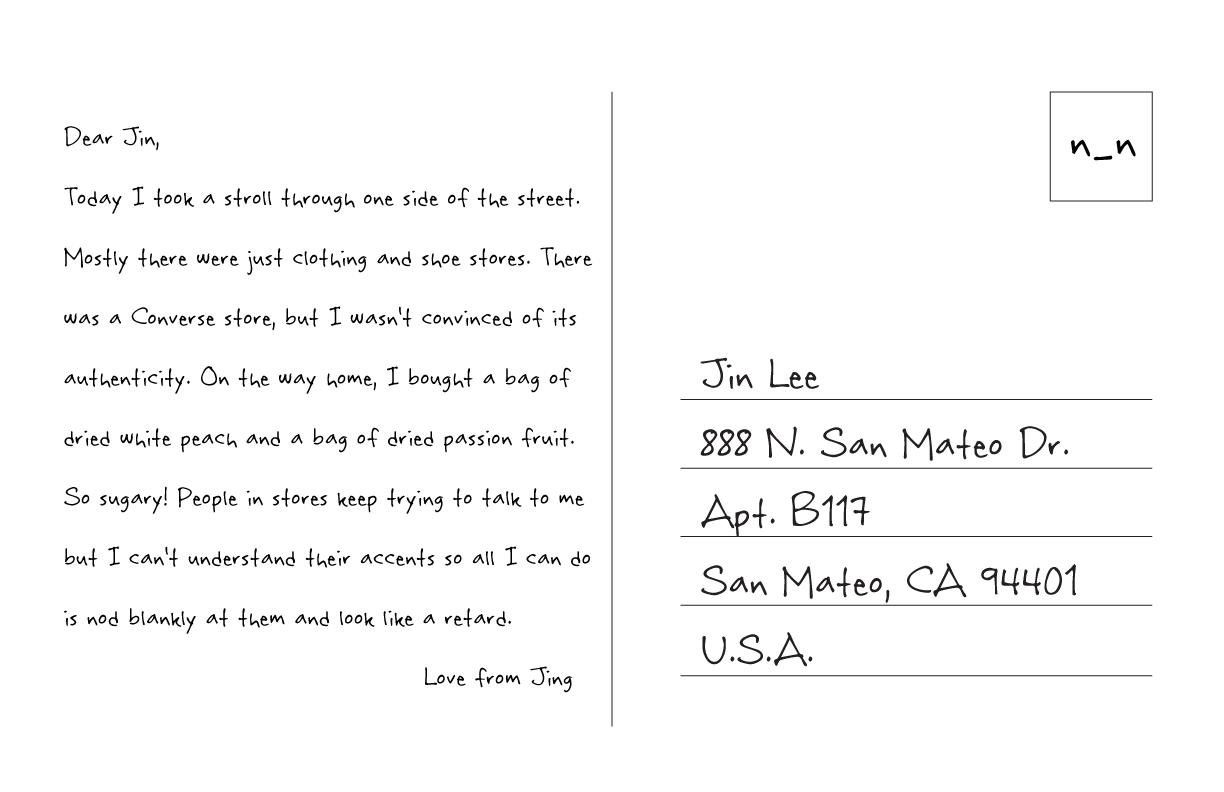 Dear Jin,
Today I took a stroll through one side of the street.
Mostly there were just clothing and shoe stores. There
was a Converse store, but I wasn't convinced of its
authenticity. On the way home, I bought a bag of
dried white peach and a bag of dried passion fruit.
So sugary! People in stores keep trying to talk to me
but I can't understand their accents so all I can do
is nod blankly at them and look like a retard.
Love from Jing
n_n
Jin Lee
888 N. San Mateo Dr.
Apt. B117
San Mateo, CA 94401
U.S.A.